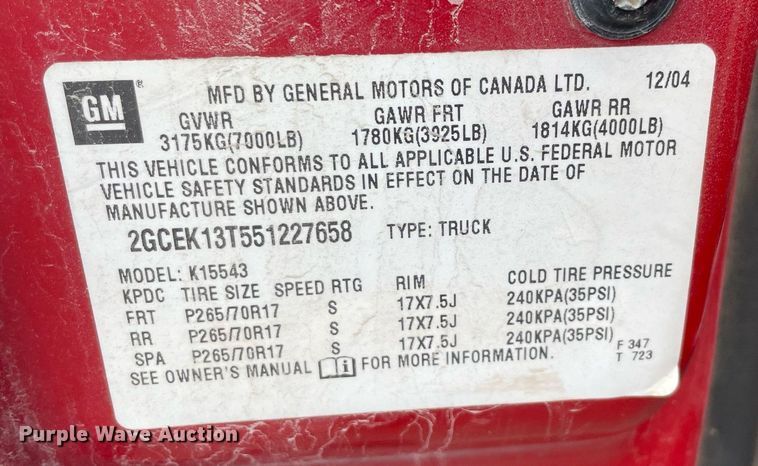 GM ® MFD BY GENERAL MOTORS OF CANADA LTD. 12/04
GVWR GAWR FRT GAWR RR
3175KG(7000LB) 1780KG(3925LB) 1814KG(4000LB)
THIS VEHICLE CONFORMS TO ALL APPLICABLE U.S. FEDERAL MOTOR
VEHICLE SAFETY STANDARDS IN EFFECT ON THE DATE OF
MANUFACTURE SHOWN ABOVE.
2GCEK13T551227658 TYPE: TRUCK
MODEL: K15543
KPDC TIRE SIZE SPEED RTG RIM COLD TIRE PRESSURE
FRT P265/70R17 S 17X7.5J 240KPA(35PSI)
RR P265/70R17 S 17X7.5J 240KPA(35PSI)
SPA P265/70R17 S 17X7.5J 240KPA(35PSI)
SEE OWNER'S MANUAL i FOR MORE INFORMATION.
F 347
T 723
Purple Wave Auction